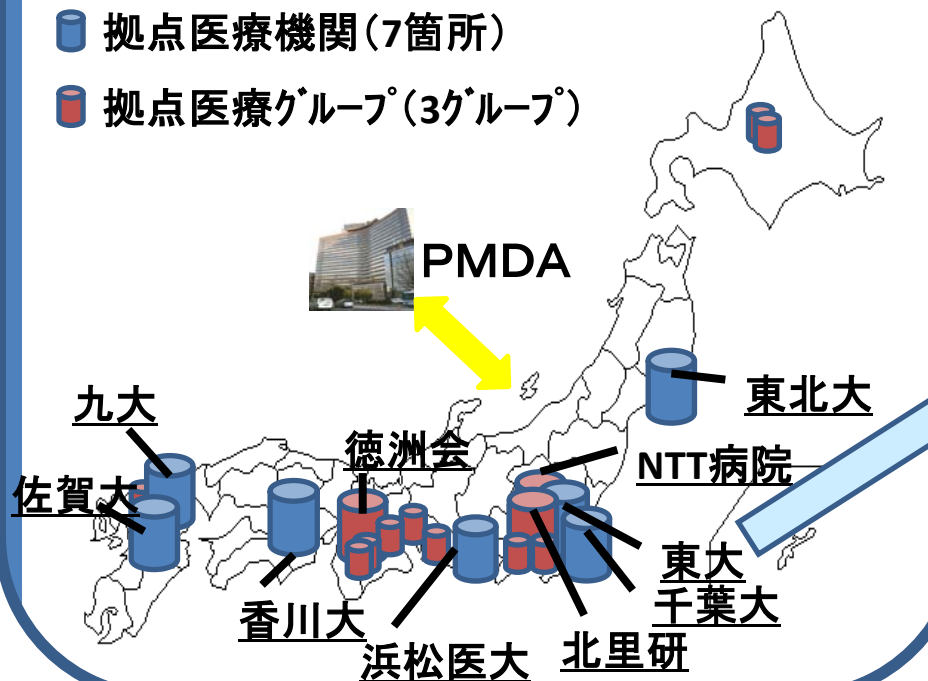 拠点医療機関(7箇所)
拠点医療ｸﾞﾙｰﾌﾟ(3ｸﾞﾙｰﾌﾟ)
ＰＭＤＡ
東北大
九大
徳洲会
NTT病院
佐賀大
東大
千葉大
香川大
北里研
浜松医大